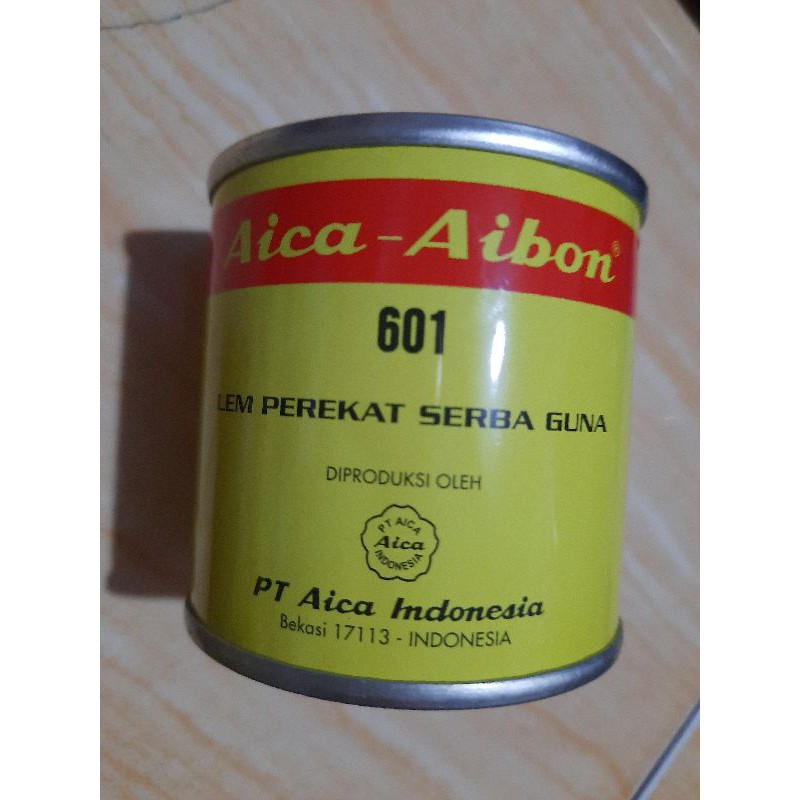 Aica-Aibon®
601
LEM PEREKAT SERBA GUNA
DIPRODUKSI OLEH
PT AICA
Aica
INDONESIA
PT Aica Indonesia
Bekasi 17113 - INDONESIA